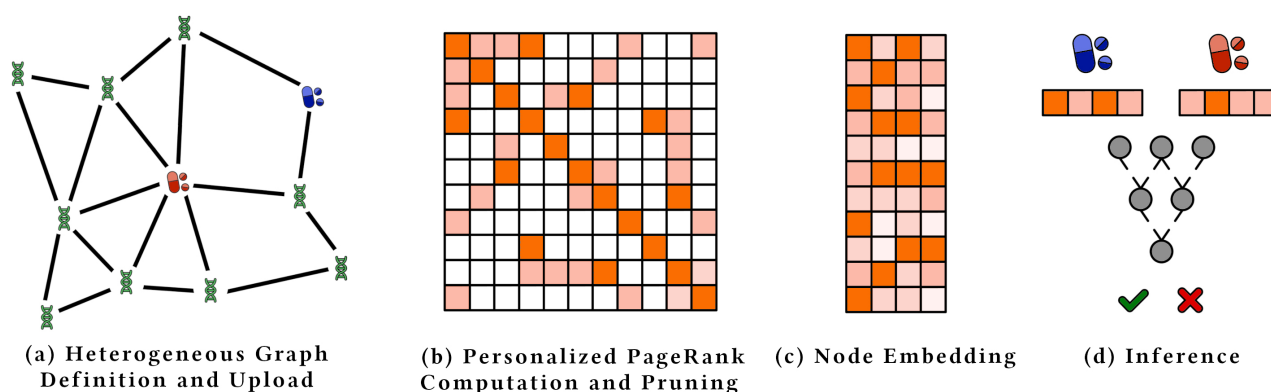 (a) Heterogeneous Graph
Definition and Upload
(b) Personalized PageRank
Computation and Pruning
(c) Node Embedding
(d) Inference